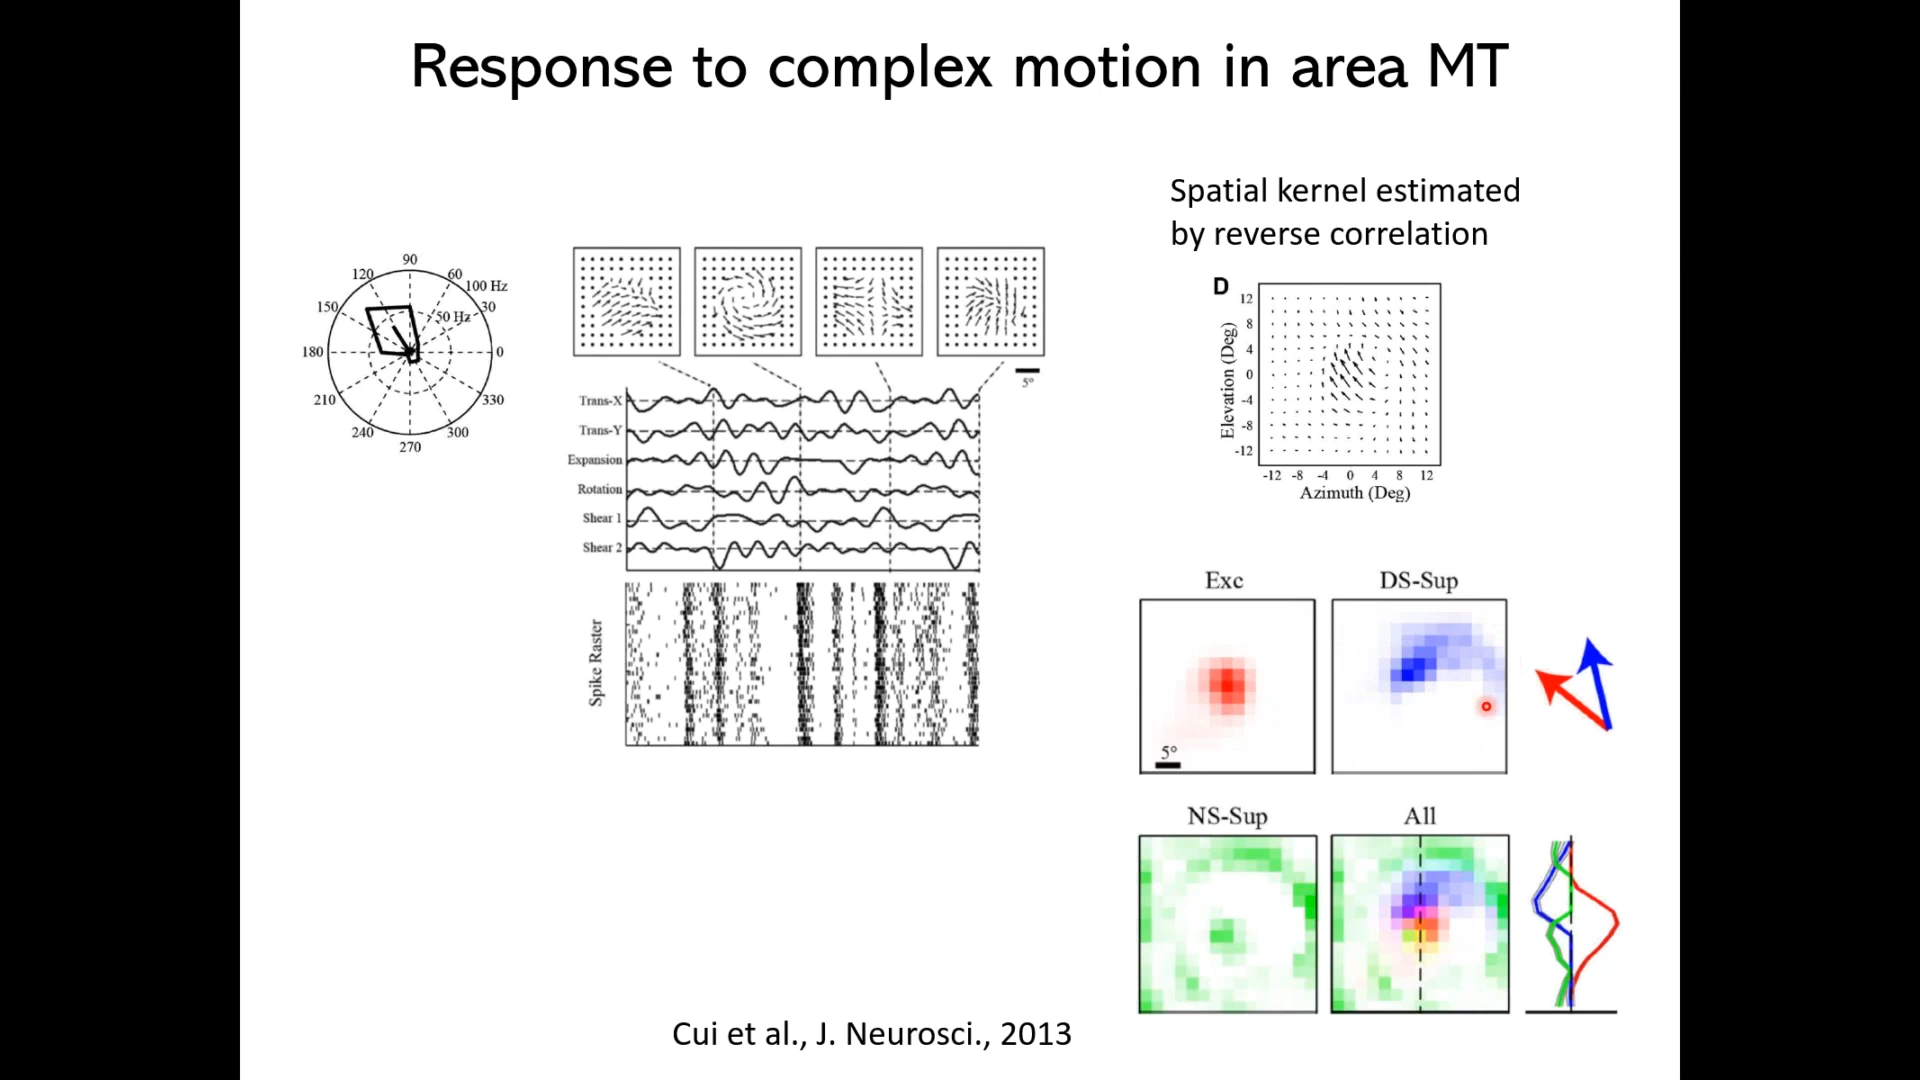 Response to complex motion in area MT
Spatial kernel estimated
by reverse correlation
90
120
60
100 Hz
150
30
50 Hz
180
0
210
330
240
300
270
5°
Trans-X
Trans-Y
Expansion
Rotation
Shear 1
Shear 2
Spike Raster
D
12
8
4
0
-4
-8
-12
Elevation (Deg)
-12 -8 -4 0 4 8 12
Azimuth (Deg)
Exc
DS-Sup
5°
NS-Sup
All
Cui et al., J. Neurosci., 2013